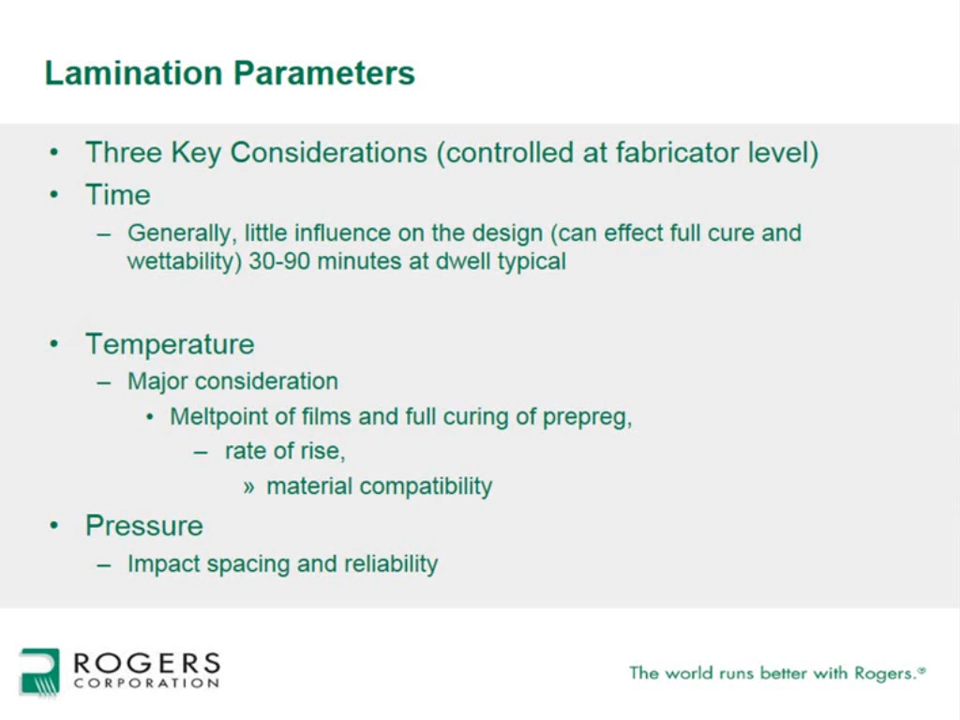 Lamination Parameters
• Three Key Considerations (controlled at fabricator level)
• Time
– Generally, little influence on the design (can effect full cure and
wettability) 30-90 minutes at dwell typical
• Temperature
– Major consideration
• Meltpoint of films and full curing of prepreg,
– rate of rise,
» material compatibility
• Pressure
– Impact spacing and reliability
ROGERS
CORPORATION
The world runs better with Rogers.®